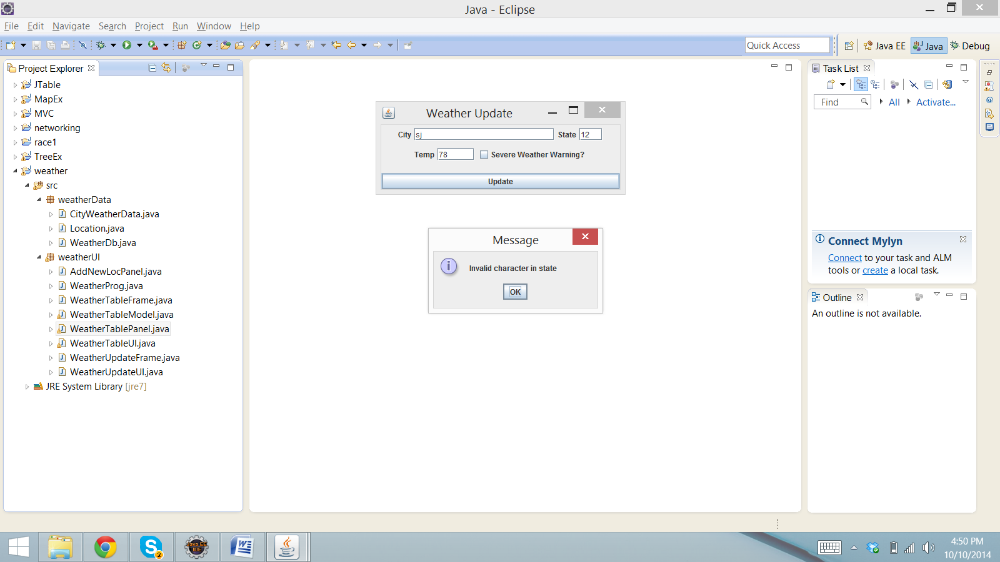 Java - Eclipse
File Edit Navigate Search Project Run Window Help
Quick Access
Java EE
Java
Debug
Project Explorer
JTable
MapEx
MVC
networking
race1
TreeEx
weather
src
weatherData
CityWeatherData.java
Location.java
WeatherDb.java
weatherUI
AddNewLocPanel.java
WeatherProg.java
WeatherTableFrame.java
WeatherTableModel.java
WeatherTablePanel.java
WeatherTableUI.java
WeatherUpdateFrame.java
WeatherUpdateUI.java
JRE System Library [jre7]
Weather Update
City sj State 12
Temp 78 Severe Weather Warning?
Update
Message
Invalid character in state
OK
Task List
Find All Activate...
Connect Mylyn
Connect to your task and ALM
tools or create a local task.
Outline
An outline is not available.
2
Java EE
IDE
4:50 PM
10/10/2014